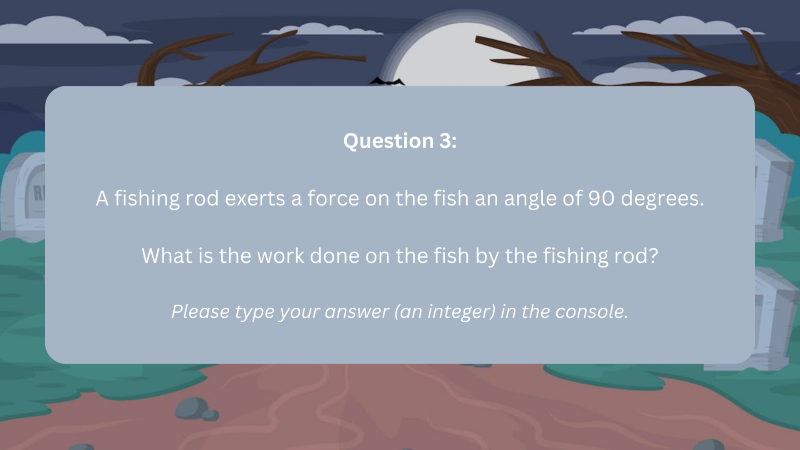 Question 3:
A fishing rod exerts a force on the fish an angle of 90 degrees.
What is the work done on the fish by the fishing rod?
Please type your answer (an integer) in the console.